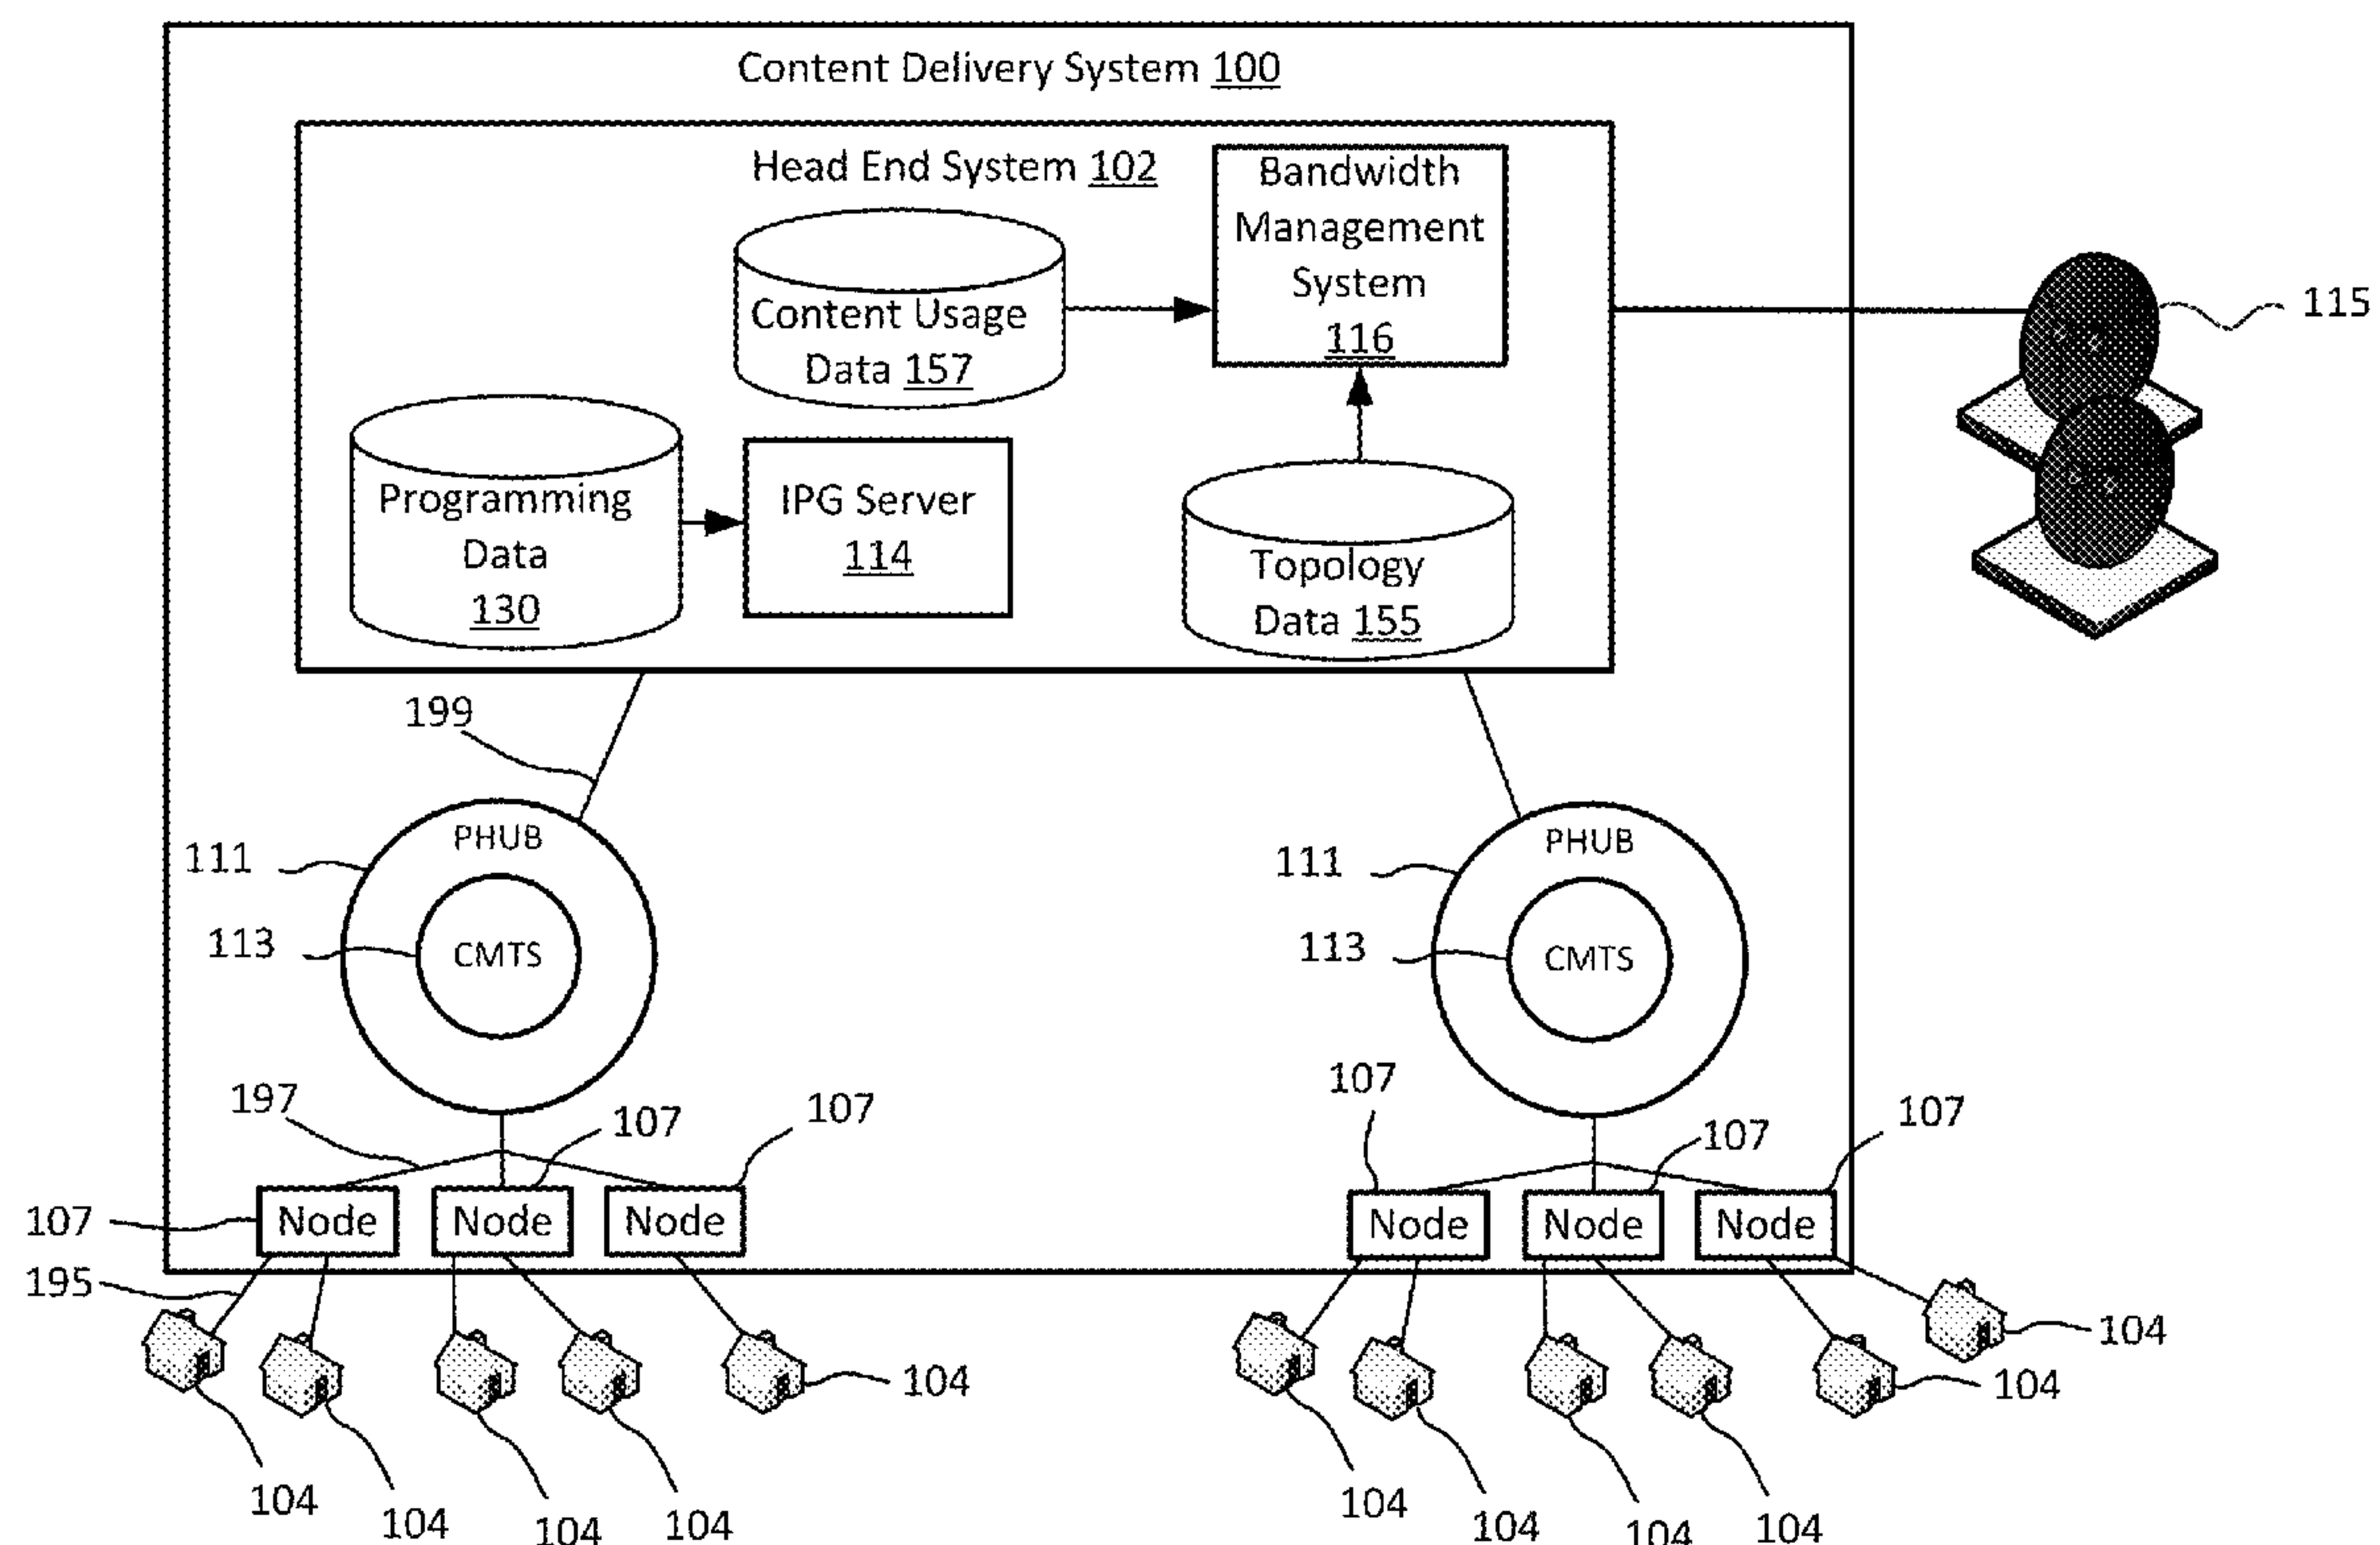 Content Delivery System 100
Head End System 102
Bandwidth
Management
System
116
Content Usage
Data 157
115
Programming
Data
130
IPG Server
114
Topology
Data 155
199
PHUB
111
CMTS
113
PHUB
111
CMTS
113
197
107
107
107
Node
Node
Node
195
107
107
107
Node
Node
Node
104
104
104
104
104
104
104
104
104
104
104